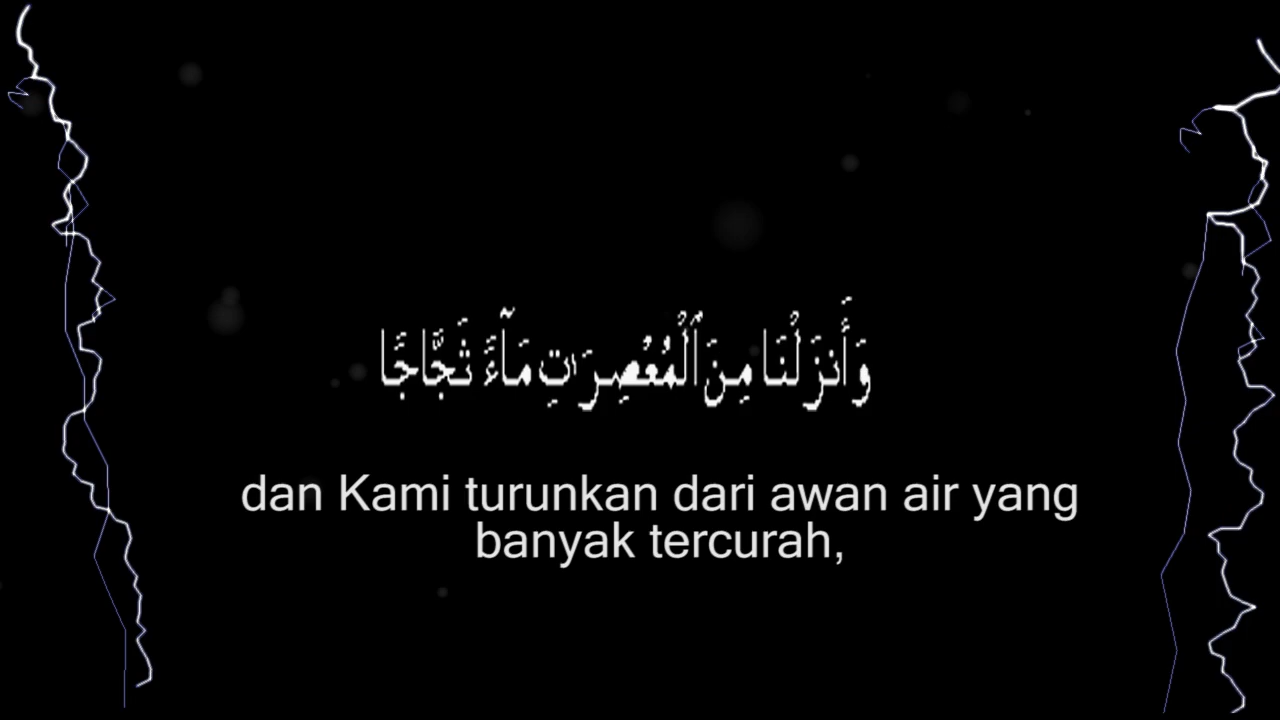 وَأَنزَلْنَا مِنَ ٱلْمُعْصِرَٰتِ مَآءً ثَجَّاجًا
dan Kami turunkan dari awan air yang
banyak tercurah,